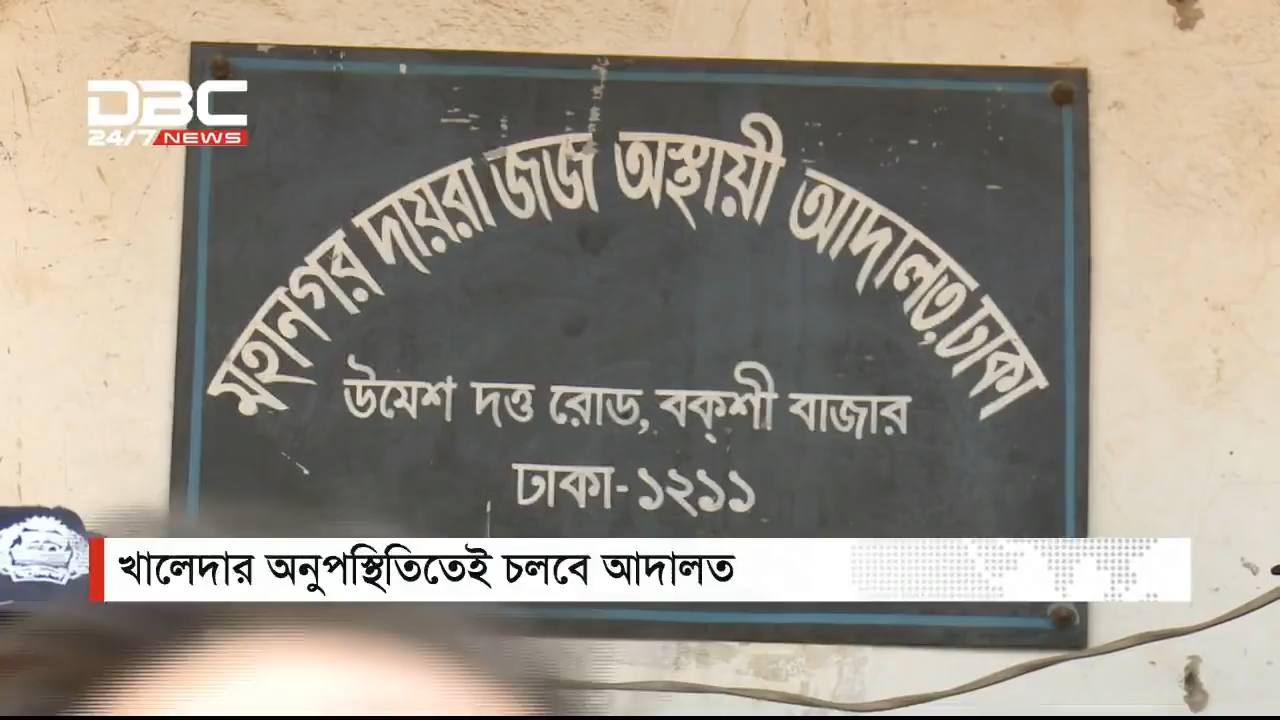 DBC
24/7 NEWS
মহানগর দায়রা জজ অস্থায়ী আদালত, ঢাকা
উমেশ দত্ত রোড, বক্শী বাজার
ঢাকা-১২১১
খালেদার অনুপস্থিতিতেই চলবে আদালত